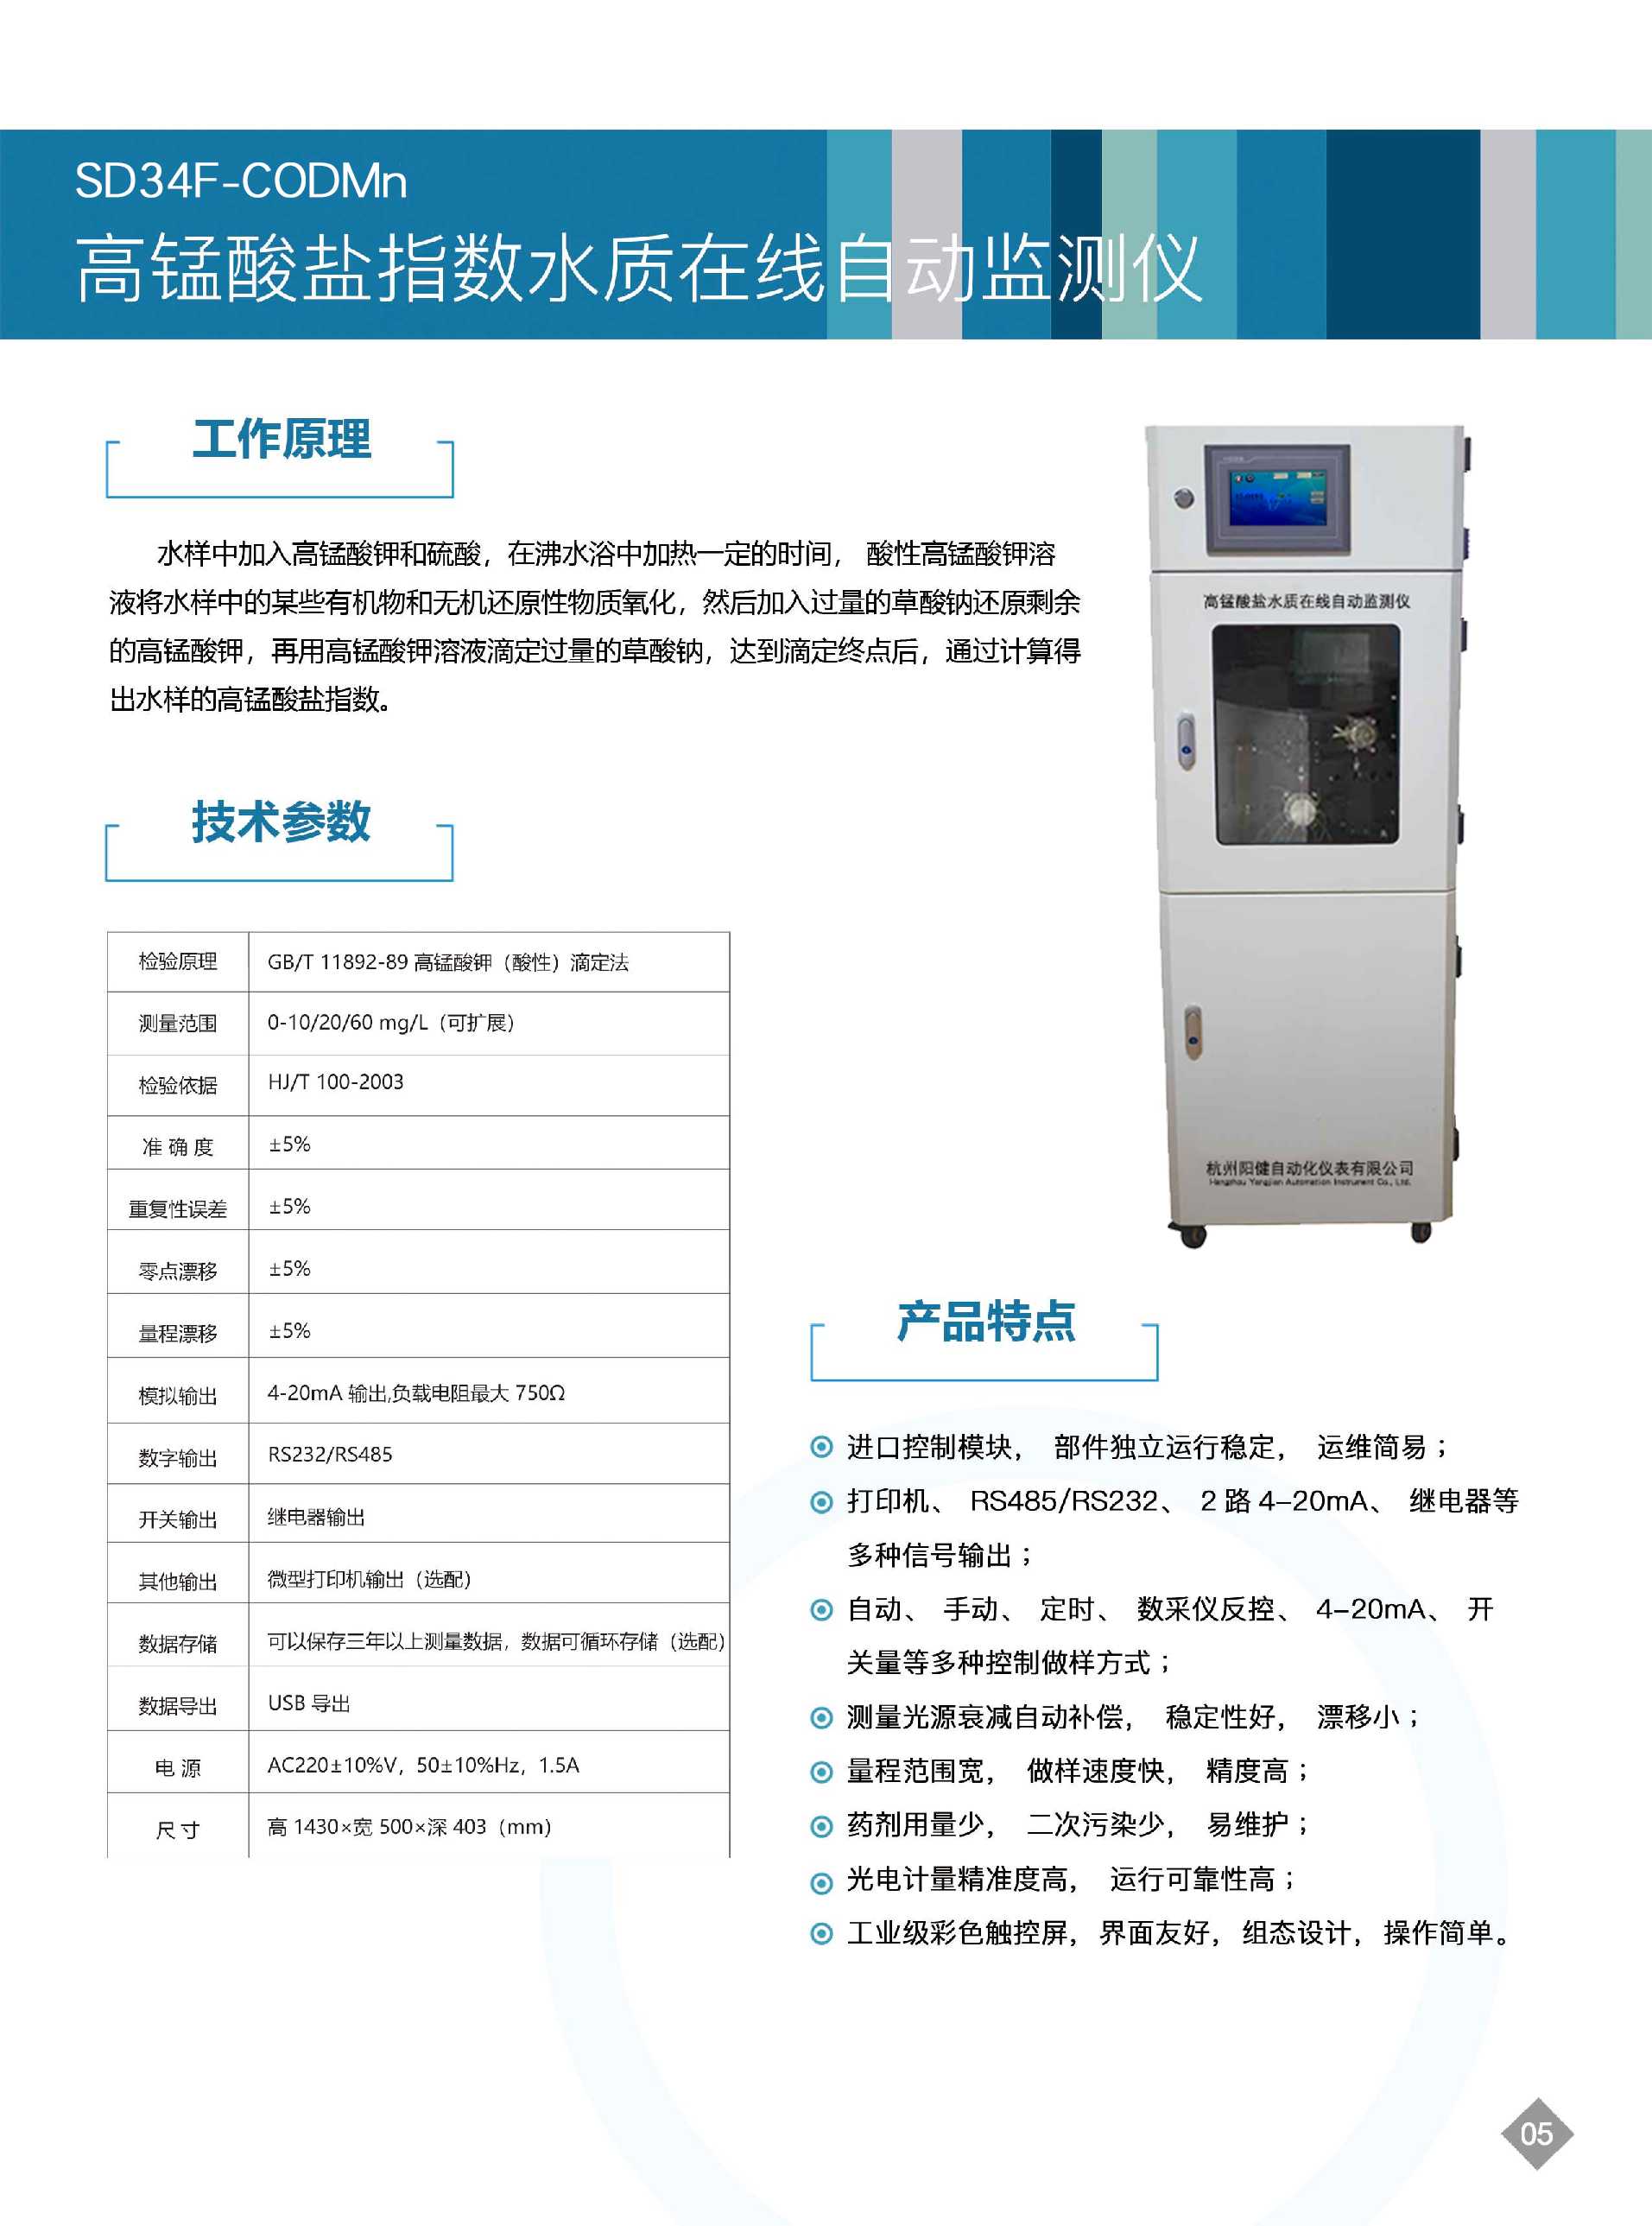 SD34F-CODMn
高锰酸盐指数水质在线自动监测仪
工作原理
水样中加入高锰酸钾和硫酸，在沸水浴中加热一定的时间， 酸性高锰酸钾溶
液将水样中的某些有机物和无机还原性物质氧化，然后加入过量的草酸钠还原剩余
的高锰酸钾，再用高锰酸钾溶液滴定过量的草酸钠，达到滴定终点后，通过计算得
出水样的高锰酸盐指数。
高锰酸盐水质在线自动监测仪
杭州阳健自动化仪表有限公司
Hangzhou Yangjian Automation Instrument Co., Ltd.
技术参数
检验原理 GB/T 11892-89 高锰酸钾（酸性）滴定法
测量范围 0-10/20/60 mg/L（可扩展）
检验依据 HJ/T 100-2003
准 确 度 ±5%
重复性误差 ±5%
零点漂移 ±5%
量程漂移 ±5%
模拟输出 4-20mA 输出,负载电阻最大 750Ω
数字输出 RS232/RS485
开关输出 继电器输出
其他输出 微型打印机输出（选配）
数据存储 可以保存三年以上测量数据，数据可循环存储（选配）
数据导出 USB 导出
电 源 AC220±10%V，50±10%Hz，1.5A
尺 寸 高 1430×宽 500×深 403（mm）
产品特点
进口控制模块， 部件独立运行稳定， 运维简易；
打印机、 RS485/RS232、 2 路 4-20mA、 继电器等
多种信号输出；
自动、 手动、 定时、 数采仪反控、 4-20mA、 开
关量等多种控制做样方式；
测量光源衰减自动补偿， 稳定性好， 漂移小；
量程范围宽， 做样速度快， 精度高；
药剂用量少， 二次污染少， 易维护；
光电计量精准度高， 运行可靠性高；
工业级彩色触控屏，界面友好，组态设计，操作简单。
05